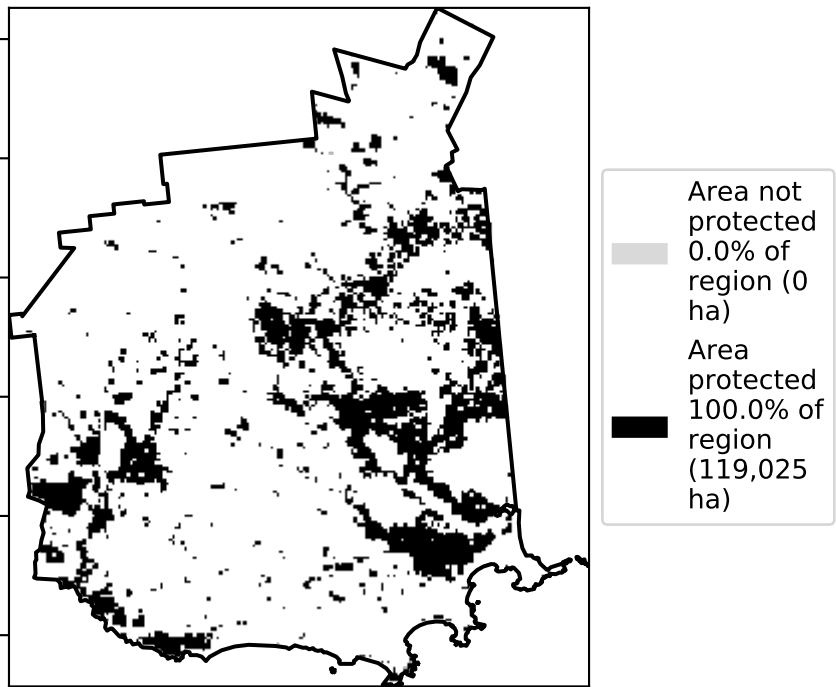 Area not
protected
0.0% of
region (0
ha)
Area
protected
100.0% of
region
(119,025
ha)